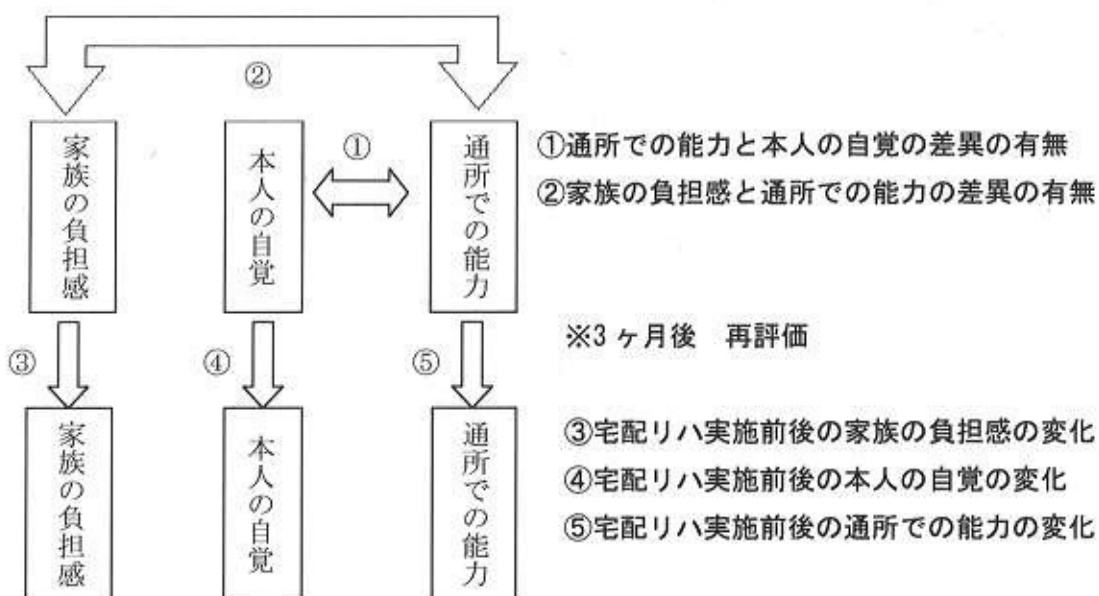 ②
家族の負担感
本人の自覚
①
通所での能力
①通所での能力と本人の自覚の差異の有無
②家族の負担感と通所での能力の差異の有無
※3ヶ月後 再評価
③
④
⑤
家族の負担感
本人の自覚
通所での能力
③宅配リハ実施前後の家族の負担感の変化
④宅配リハ実施前後の本人の自覚の変化
⑤宅配リハ実施前後の通所での能力の変化